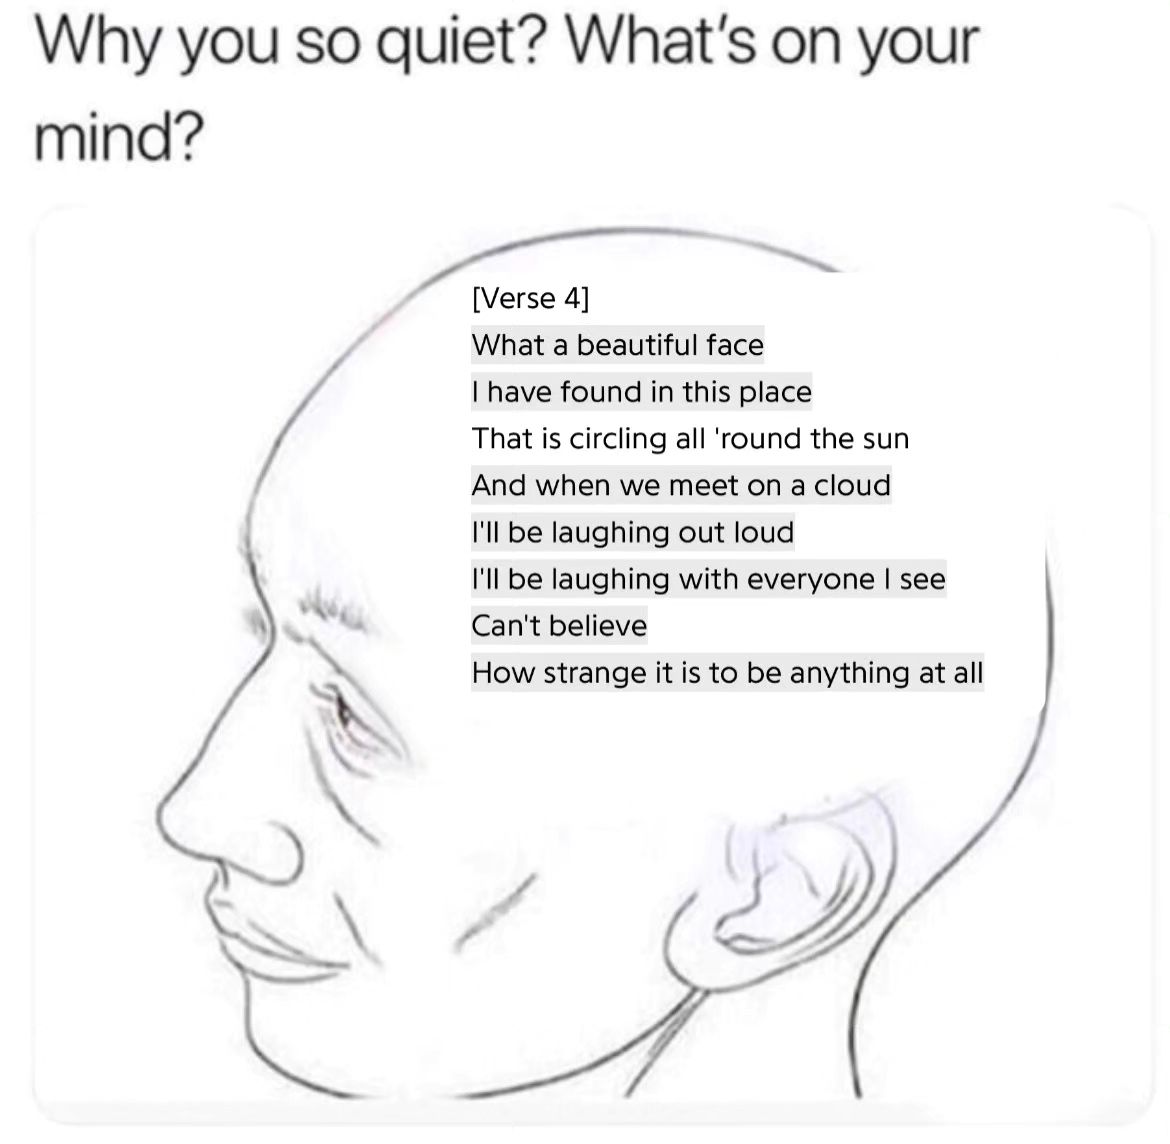 Why you so quiet? What's on your
mind?
[Verse 4]
What a beautiful face
I have found in this place
That is circling all 'round the sun
And when we meet on a cloud
I'll be laughing out loud
I'll be laughing with everyone I see
Can't believe
How strange it is to be anything at all